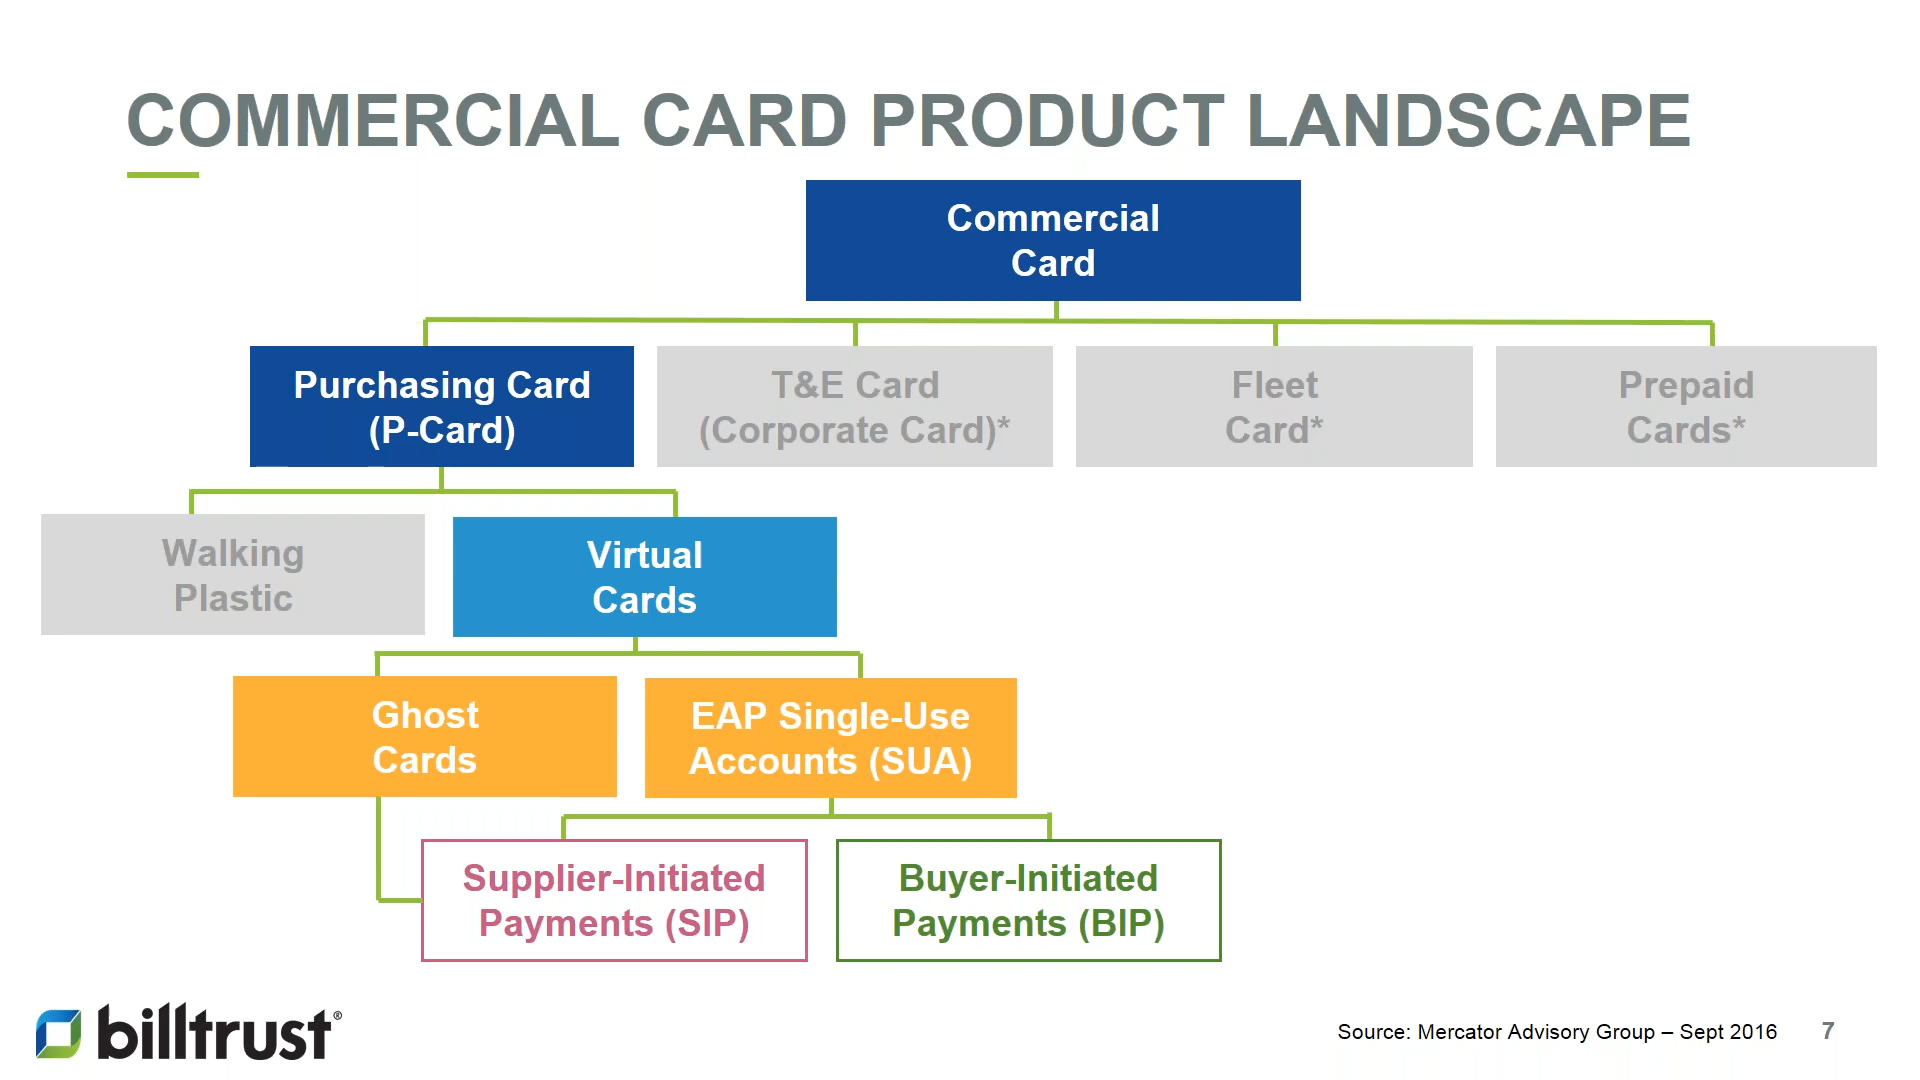 COMMERCIAL CARD PRODUCT LANDSCAPE
Commercial
Card
Purchasing Card
(P-Card)
T&E Card
(Corporate Card)*
Fleet
Card*
Prepaid
Cards*
Walking
Plastic
Virtual
Cards
Ghost
Cards
EAP Single-Use
Accounts (SUA)
Supplier-Initiated
Payments (SIP)
Buyer-Initiated
Payments (BIP)
billtrust®
Source: Mercator Advisory Group – Sept 2016
7